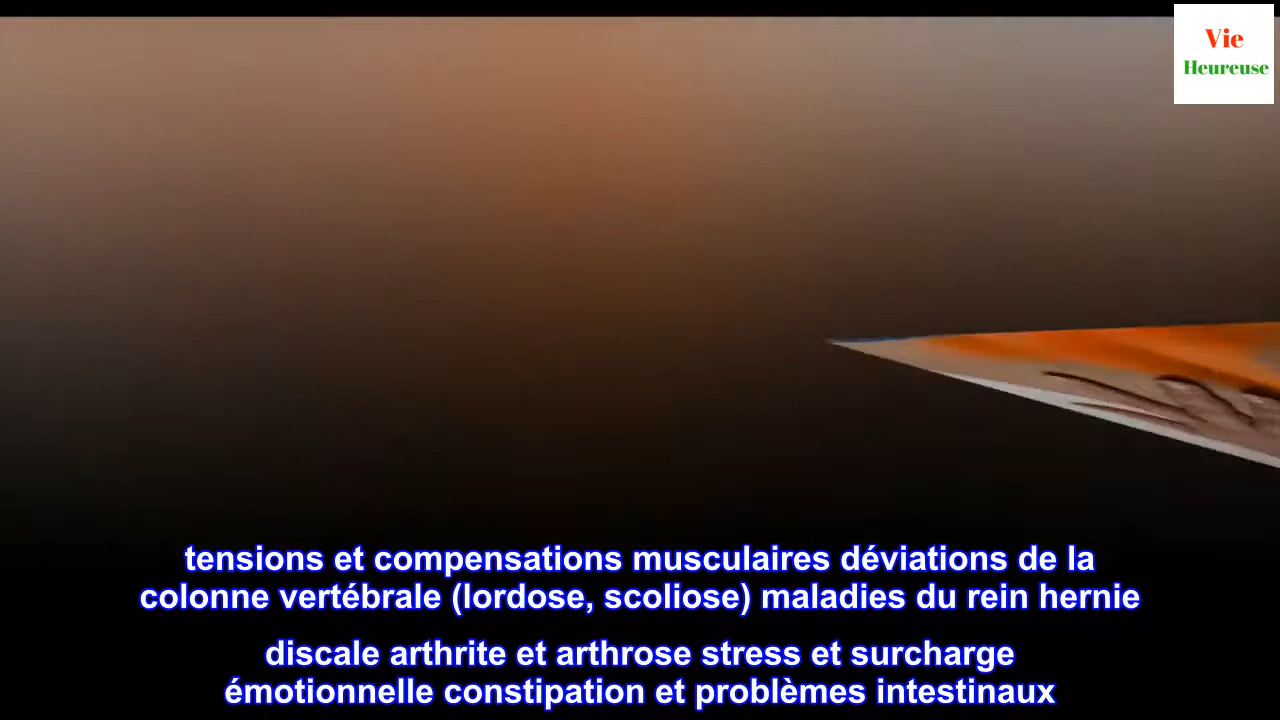 Vie
Heureuse
tensions et compensations musculaires déviations de la
colonne vertébrale (lordose, scoliose) maladies du rein hernie
discale arthrite et arthrose stress et surcharge
émotionnelle constipation et problèmes intestinaux